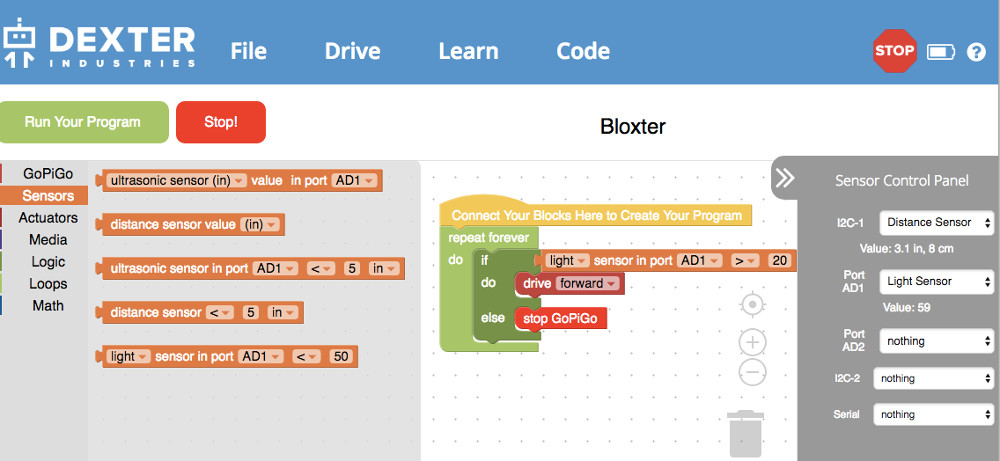 DEXTER
INDUSTRIES
File Drive Learn Code
STOP
?
Run Your Program Stop!
Bloxter
GoPiGo
Sensors
Actuators
Media
Logic
Loops
Math
ultrasonic sensor (in) value in port AD1
distance sensor value (in)
ultrasonic sensor in port AD1 < 5 in
distance sensor < 5 in
light sensor in port AD1 < 50
Connect Your Blocks Here to Create Your Program
repeat forever
do if light sensor in port AD1 > 20
do drive forward
else stop GoPiGo
Sensor Control Panel
I2C-1 Distance Sensor
Value: 3.1 in, 8 cm
Port AD1 Light Sensor
Value: 59
Port AD2 nothing
I2C-2 nothing
Serial nothing